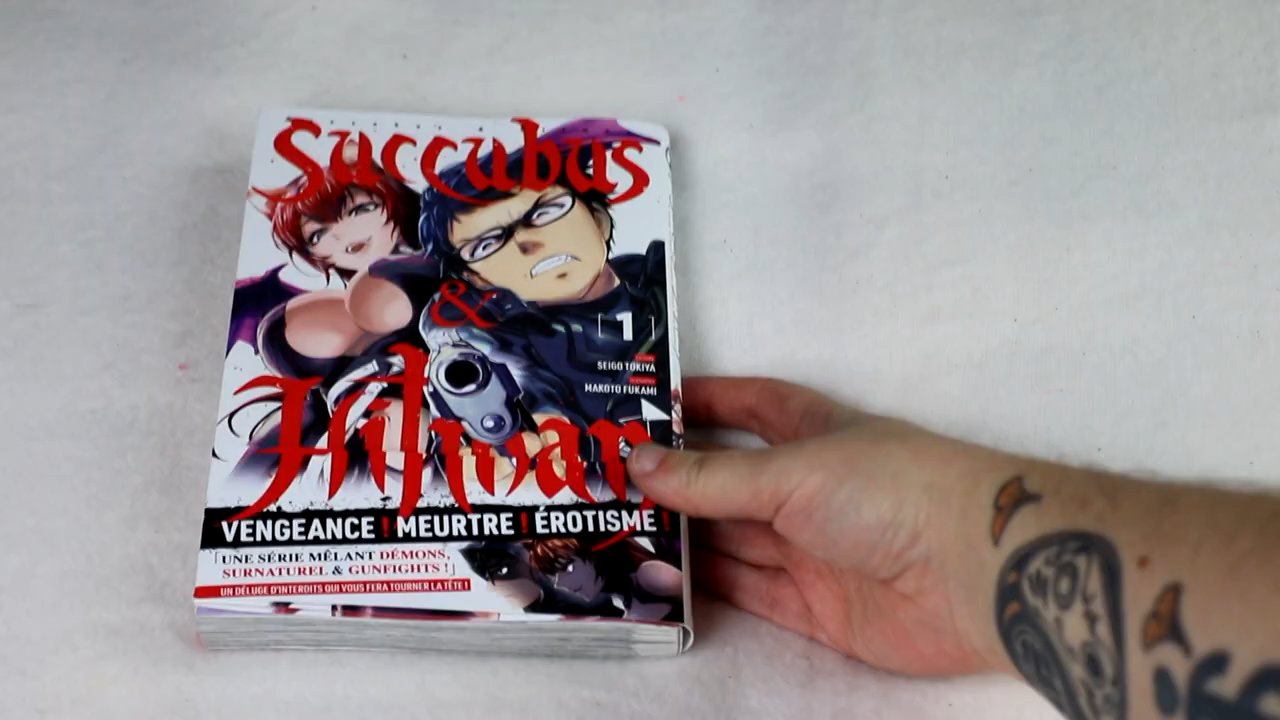 Succubus
&
Hitman
1
SEIGO TOKIYA
MAKOTO FUKAMI
VENGEANCE ! MEURTRE ! ÉROTISME !
「UNE SÉRIE MÊLANT DÉMONS,
SURNATUREL & GUNFIGHTS !」
UN DÉLUGE D'INTERDITS QUI VOUS FERA TOURNER LA TÊTE !